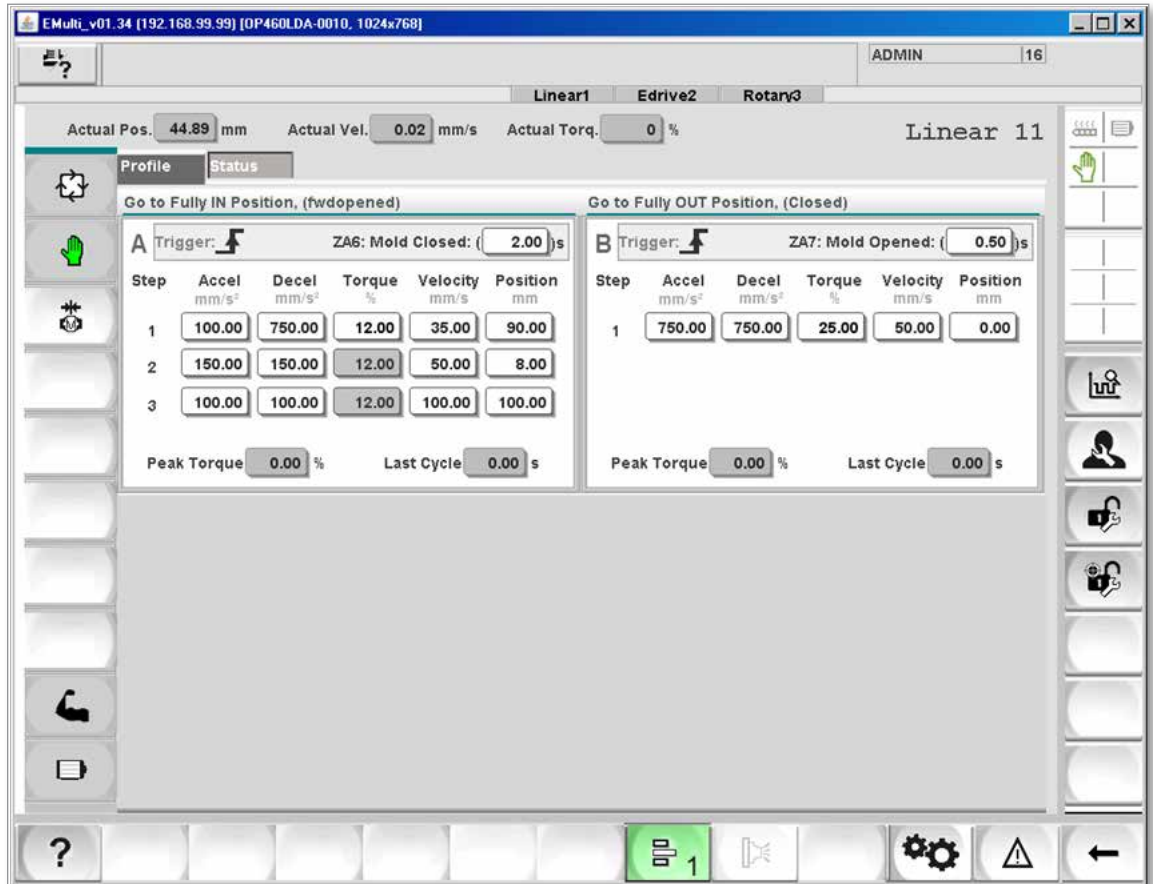 EMulti_v01.34 (192.168.99.99) [OP460LDA-0010, 1024x768]
? ADMIN |16
Linear1 Edrive2 Rotary3
Actual Pos. 44.89 mm Actual Vel. 0.02 mm/s Actual Torq. 0 % Linear 11
Profile Status
Go to Fully IN Position, (fwdopened) Go to Fully OUT Position, (Closed)
A Trigger: ZA6: Mold Closed: ( 2.00 )s B Trigger: ZA7: Mold Opened: ( 0.50 )s
Step Accel Decel Torque Velocity Position Step Accel Decel Torque Velocity Position
mm/s² mm/s² % mm/s mm mm/s² mm/s² % mm/s mm
1 100.00 750.00 12.00 35.00 90.00 1 750.00 750.00 25.00 50.00 0.00
2 150.00 150.00 12.00 50.00 8.00
3 100.00 100.00 12.00 100.00 100.00
Peak Torque 0.00 % Last Cycle 0.00 s Peak Torque 0.00 % Last Cycle 0.00 s
? 1